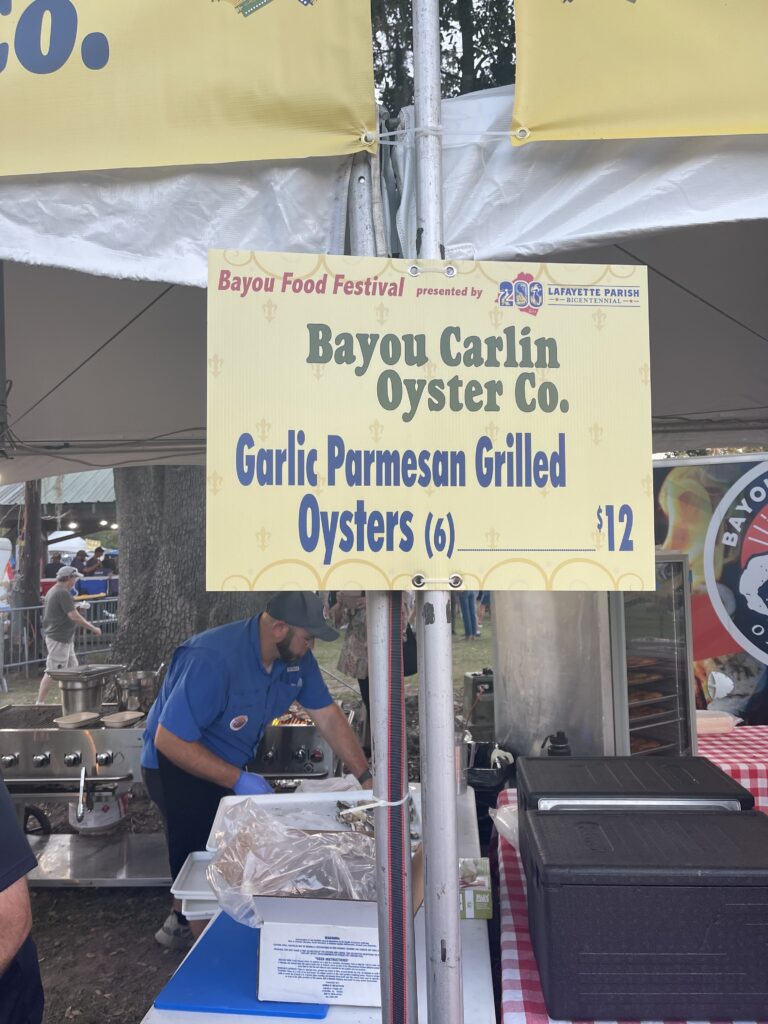 Co.
Bayou Food Festival presented by 200 LAFAYETTE PARISH
BICENTENNIAL
Bayou Carlin
Oyster Co.
Garlic Parmesan Grilled
Oysters (6) $12
BAYOU
WARNING